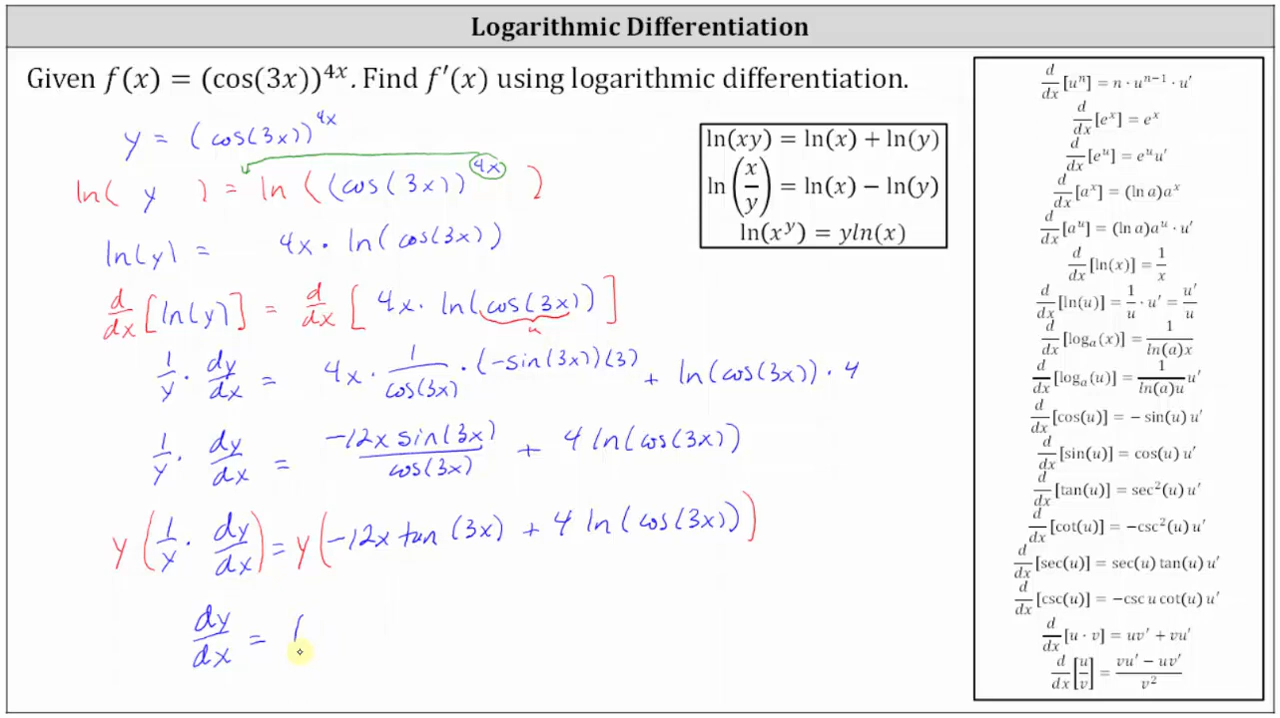 Logarithmic Differentiation
Given f(x) = (cos(3x))^{4x}. Find f′(x) using logarithmic differentiation.
y = (cos(3x))^{4x}
ln( y ) = ln((cos(3x))^{4x})
ln(y) = 4x · ln(cos(3x))
d/dx [ln(y)] = d/dx [4x · ln(cos(3x))]
u
1/y · dy/dx = 4x · 1/cos(3x) · (-sin(3x))(3) + ln(cos(3x)) · 4
1/y · dy/dx = -12x sin(3x)/cos(3x) + 4 ln(cos(3x))
y(1/y · dy/dx) = y(-12x tan(3x) + 4 ln(cos(3x)))
dy/dx = (
ln(xy) = ln(x) + ln(y)
ln(x/y) = ln(x) − ln(y)
ln(x^y) = yln(x)
d/dx [u^n] = n · u^{n−1} · u′
d/dx [e^x] = e^x
d/dx [e^u] = e^u u′
d/dx [a^x] = (ln a)a^x
d/dx [a^u] = (ln a)a^u · u′
d/dx [ln(x)] = 1/x
d/dx [ln(u)] = 1/u · u′ = u′/u
d/dx [log_a(x)] = 1/ln(a)x
d/dx [log_a(u)] = 1/ln(a)u u′
d/dx [cos(u)] = − sin(u) u′
d/dx [sin(u)] = cos(u) u′
d/dx [tan(u)] = sec²(u) u′
d/dx [cot(u)] = −csc²(u) u′
d/dx [sec(u)] = sec(u) tan(u) u′
d/dx [csc(u)] = −csc u cot(u) u′
d/dx [u · v] = uv′ + vu′
d/dx [u/v] = vu′ − uv′/v²